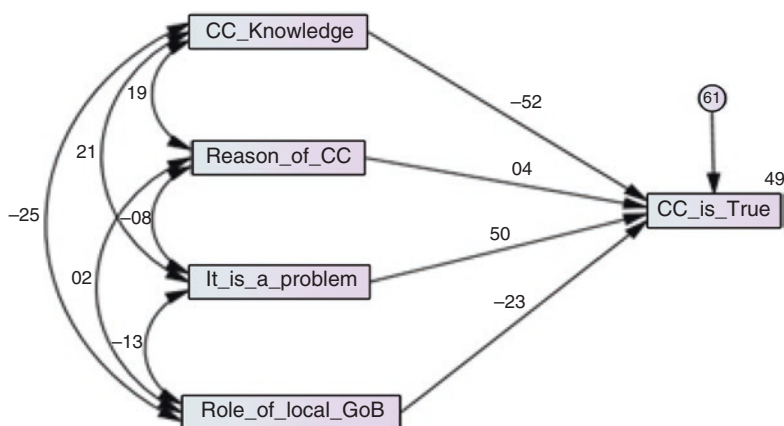 CC_Knowledge
19
–52
61
21
Reason_of_CC
04
49
–25
–08
CC_is_True
50
02
It_is_a_problem
–23
–13
Role_of_local_GoB